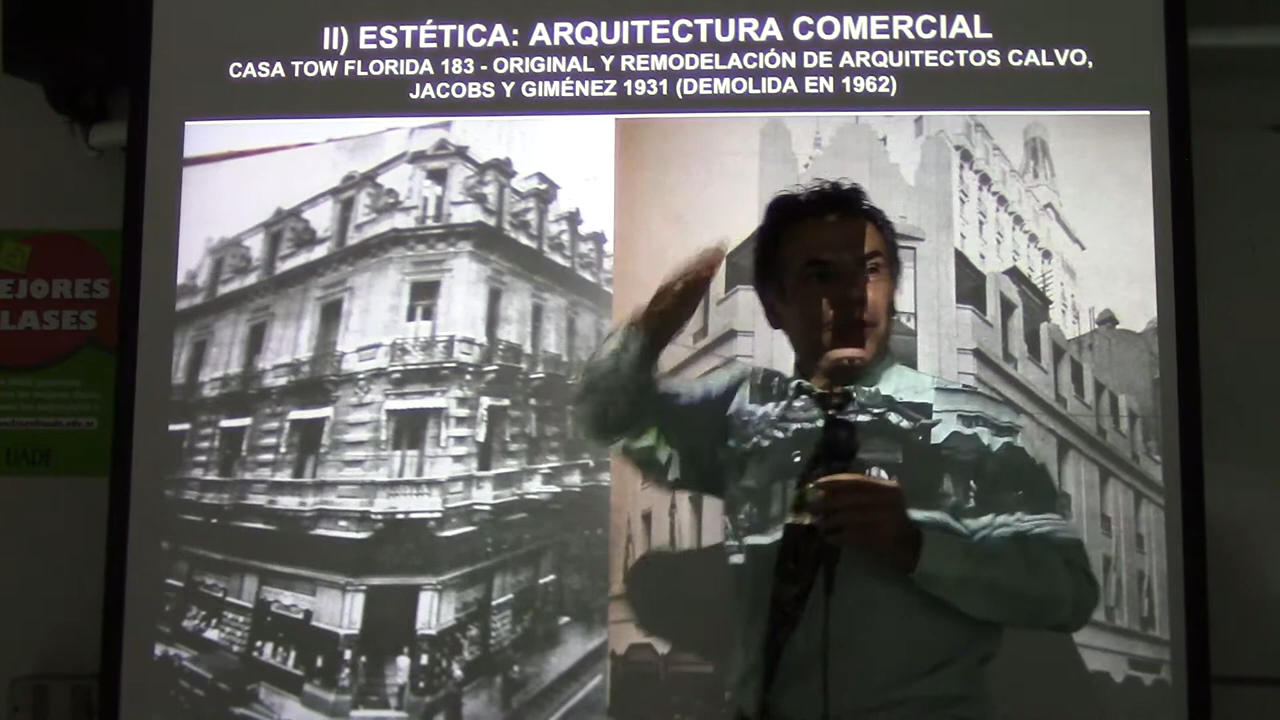 II) ESTÉTICA: ARQUITECTURA COMERCIAL
CASA TOW FLORIDA 183 - ORIGINAL Y REMODELACIÓN DE ARQUITECTOS CALVO,
JACOBS Y GIMÉNEZ 1931 (DEMOLIDA EN 1962)
EJORES
LASES
UADE